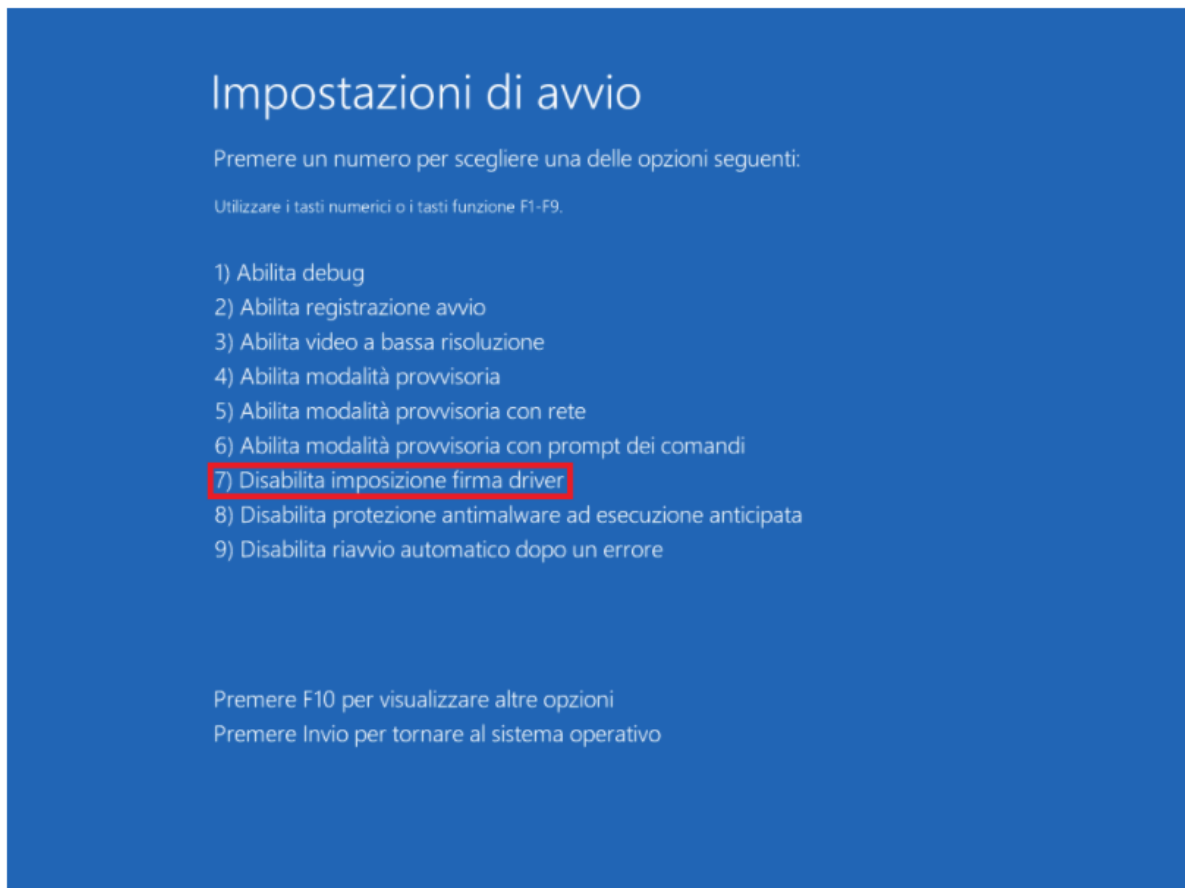 Impostazioni di avvio
Premere un numero per scegliere una delle opzioni seguenti:
Utilizzare i tasti numerici o i tasti funzione F1-F9.
1) Abilita debug
2) Abilita registrazione avvio
3) Abilita video a bassa risoluzione
4) Abilita modalità provvisoria
5) Abilita modalità provvisoria con rete
6) Abilita modalità provvisoria con prompt dei comandi
7) Disabilita imposizione firma driver
8) Disabilita protezione antimalware ad esecuzione anticipata
9) Disabilita riavvio automatico dopo un errore
Premere F10 per visualizzare altre opzioni
Premere Invio per tornare al sistema operativo